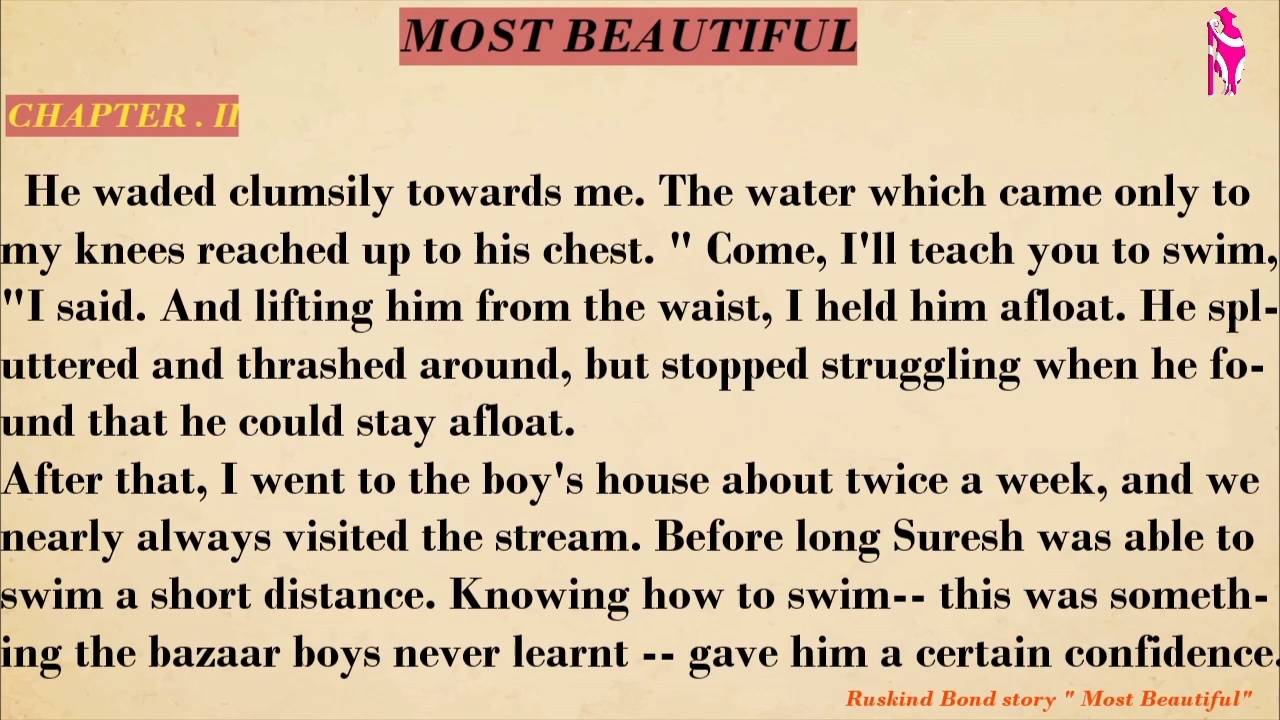 MOST BEAUTIFUL
CHAPTER . II
He waded clumsily towards me. The water which came only to
my knees reached up to his chest. " Come, I'll teach you to swim,
"I said. And lifting him from the waist, I held him afloat. He spl-
uttered and thrashed around, but stopped struggling when he fo-
und that he could stay afloat.
After that, I went to the boy's house about twice a week, and we
nearly always visited the stream. Before long Suresh was able to
swim a short distance. Knowing how to swim-- this was someth-
ing the bazaar boys never learnt -- gave him a certain confidence.
Ruskind Bond story " Most Beautiful"